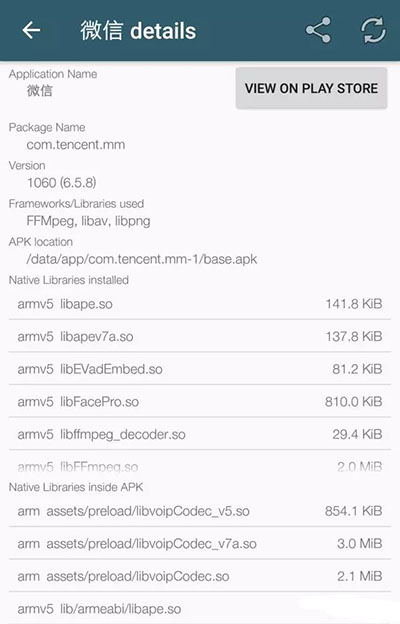 微信 details
Application Name
微信
VIEW ON PLAY STORE
Package Name
com.tencent.mm
Version
1060 (6.5.8)
Frameworks/Libraries used
FFMpeg, libav, libpng
APK location
/data/app/com.tencent.mm-1/base.apk
Native Libraries installed
armv5 libape.so 141.8 KiB
armv5 libapev7a.so 137.8 KiB
armv5 libEVadEmbed.so 81.2 KiB
armv5 libFacePro.so 810.0 KiB
armv5 libffmpeg_decoder.so 29.4 KiB
armv5 libFFmpeg.so 2.0 MiB
Native Libraries inside APK
arm assets/preload/libvoipCodec_v5.so 854.1 KiB
arm assets/preload/libvoipCodec_v7a.so 3.0 MiB
arm assets/preload/libvoipCodec.so 2.1 MiB
armv5 lib/armeabi/libape.so